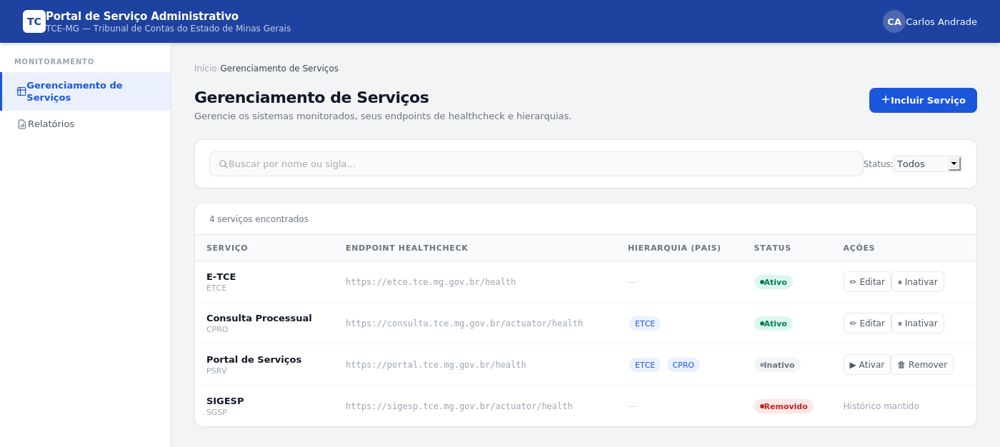 TC
Portal de Serviço Administrativo
TCE-MG — Tribunal de Contas do Estado de Minas Gerais
CA Carlos Andrade
MONITORAMENTO
Gerenciamento de
Serviços
Relatórios
Início › Gerenciamento de Serviços
Gerenciamento de Serviços
Gerencie os sistemas monitorados, seus endpoints de healthcheck e hierarquias.
+ Incluir Serviço
Buscar por nome ou sigla...
Status: Todos
4 serviços encontrados
SERVIÇO ENDPOINT HEALTHCHECK HIERARQUIA (PAIS) STATUS AÇÕES
E-TCE
ETCE
https://etce.tce.mg.gov.br/health — Ativo ✏ Editar ⏸ Inativar
Consulta Processual
CPRO
https://consulta.tce.mg.gov.br/actuator/health ETCE Ativo ✏ Editar ⏸ Inativar
Portal de Serviços
PSRV
https://portal.tce.mg.gov.br/health ETCE CPRO Inativo ▶ Ativar 🗑 Remover
SIGESP
SGSP
https://sigesp.tce.mg.gov.br/actuator/health — Removido Histórico mantido